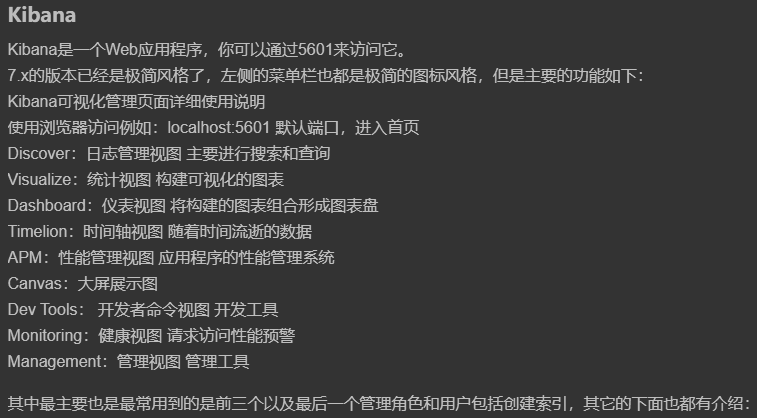 Kibana
Kibana是一个Web应用程序，你可以通过5601来访问它。
7.x的版本已经是极简风格了，左侧的菜单栏也都是极简的图标风格，但是主要的功能如下：
Kibana可视化管理页面详细使用说明
使用浏览器访问例如：localhost:5601 默认端口，进入首页
Discover：日志管理视图 主要进行搜索和查询
Visualize：统计视图 构建可视化的图表
Dashboard：仪表视图 将构建的图表组合形成图表盘
Timelion：时间轴视图 随着时间流逝的数据
APM：性能管理视图 应用程序的性能管理系统
Canvas：大屏展示图
Dev Tools： 开发者命令视图 开发工具
Monitoring：健康视图 请求访问性能预警
Management：管理视图 管理工具
其中最主要也是最常用到的是前三个以及最后一个管理角色和用户包括创建索引，其它的下面也都有介绍：